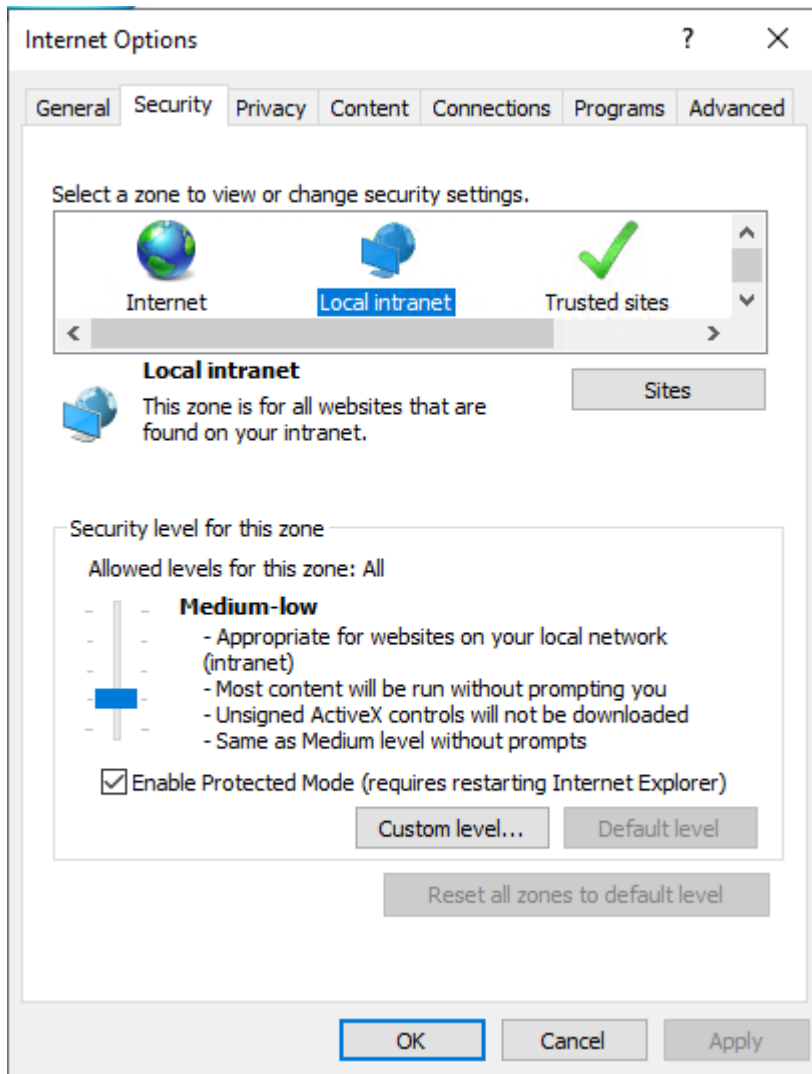 Internet Options ?
General Security Privacy Content Connections Programs Advanced
Select a zone to view or change security settings.
Internet Local intranet Trusted sites
Local intranet
Sites
This zone is for all websites that are
found on your intranet.
Security level for this zone
Allowed levels for this zone: All
Medium-low
- Appropriate for websites on your local network
(intranet)
- Most content will be run without prompting you
- Unsigned ActiveX controls will not be downloaded
- Same as Medium level without prompts
Enable Protected Mode (requires restarting Internet Explorer)
Custom level... Default level
Reset all zones to default level
OK Cancel Apply